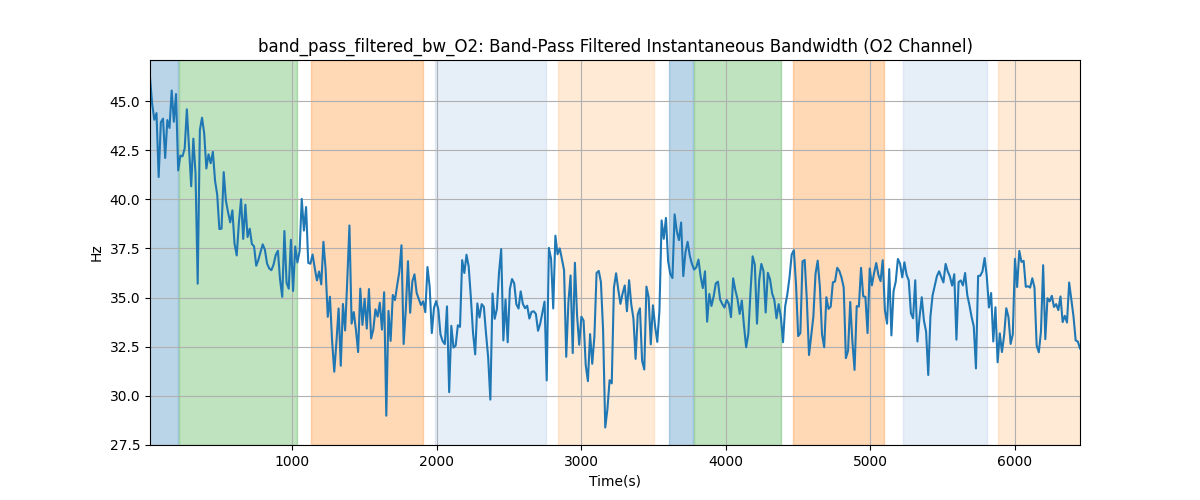 band_pass_filtered_bw_O2: Band-Pass Filtered Instantaneous Bandwidth (O2 Channel)
45.0
42.5
40.0
37.5
35.0
32.5
30.0
27.5
Hz
1000 2000 3000 4000 5000 6000
Time(s)